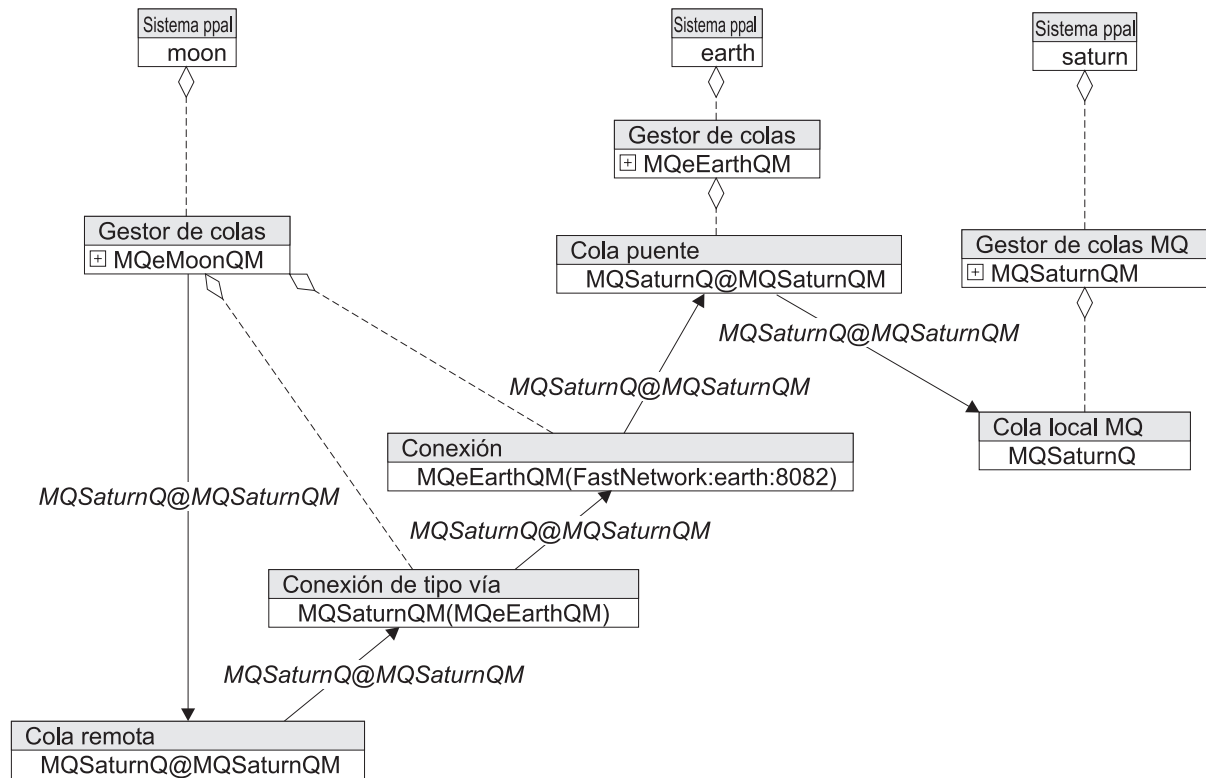 Sistema ppal
moon
Sistema ppal
earth
Sistema ppal
saturn
Gestor de colas
MQeEarthQM
Gestor de colas
MQeMoonQM
Cola puente
MQSaturnQ@MQSaturnQM
Gestor de colas MQ
MQSaturnQM
MQSaturnQ@MQSaturnQM
MQSaturnQ@MQSaturnQM
Cola local MQ
MQSaturnQ
Conexión
MQeEarthQM(FastNetwork:earth:8082)
MQSaturnQ@MQSaturnQM
MQSaturnQ@MQSaturnQM
Conexión de tipo vía
MQSaturnQM(MQeEarthQM)
MQSaturnQ@MQSaturnQM
Cola remota
MQSaturnQ@MQSaturnQM